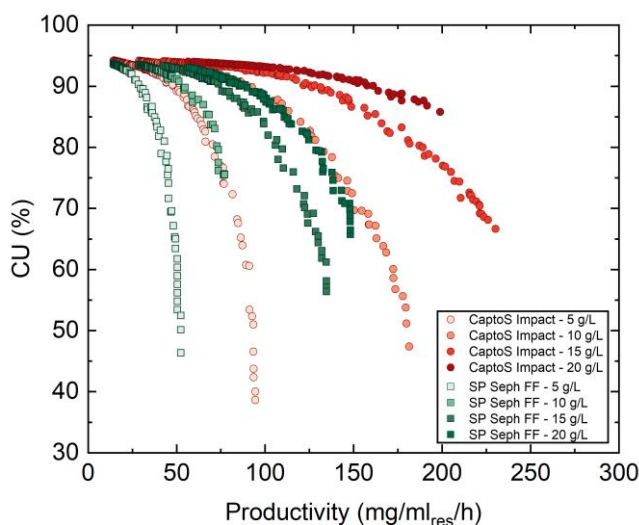 100
90
80
70
60
50
40
30
CU (%)
0 50 100 150 200 250 300
Productivity (mg/ml_res/h)
CaptoS Impact - 5 g/L
CaptoS Impact - 10 g/L
CaptoS Impact - 15 g/L
CaptoS Impact - 20 g/L
SP Seph FF - 5 g/L
SP Seph FF - 10 g/L
SP Seph FF - 15 g/L
SP Seph FF - 20 g/L